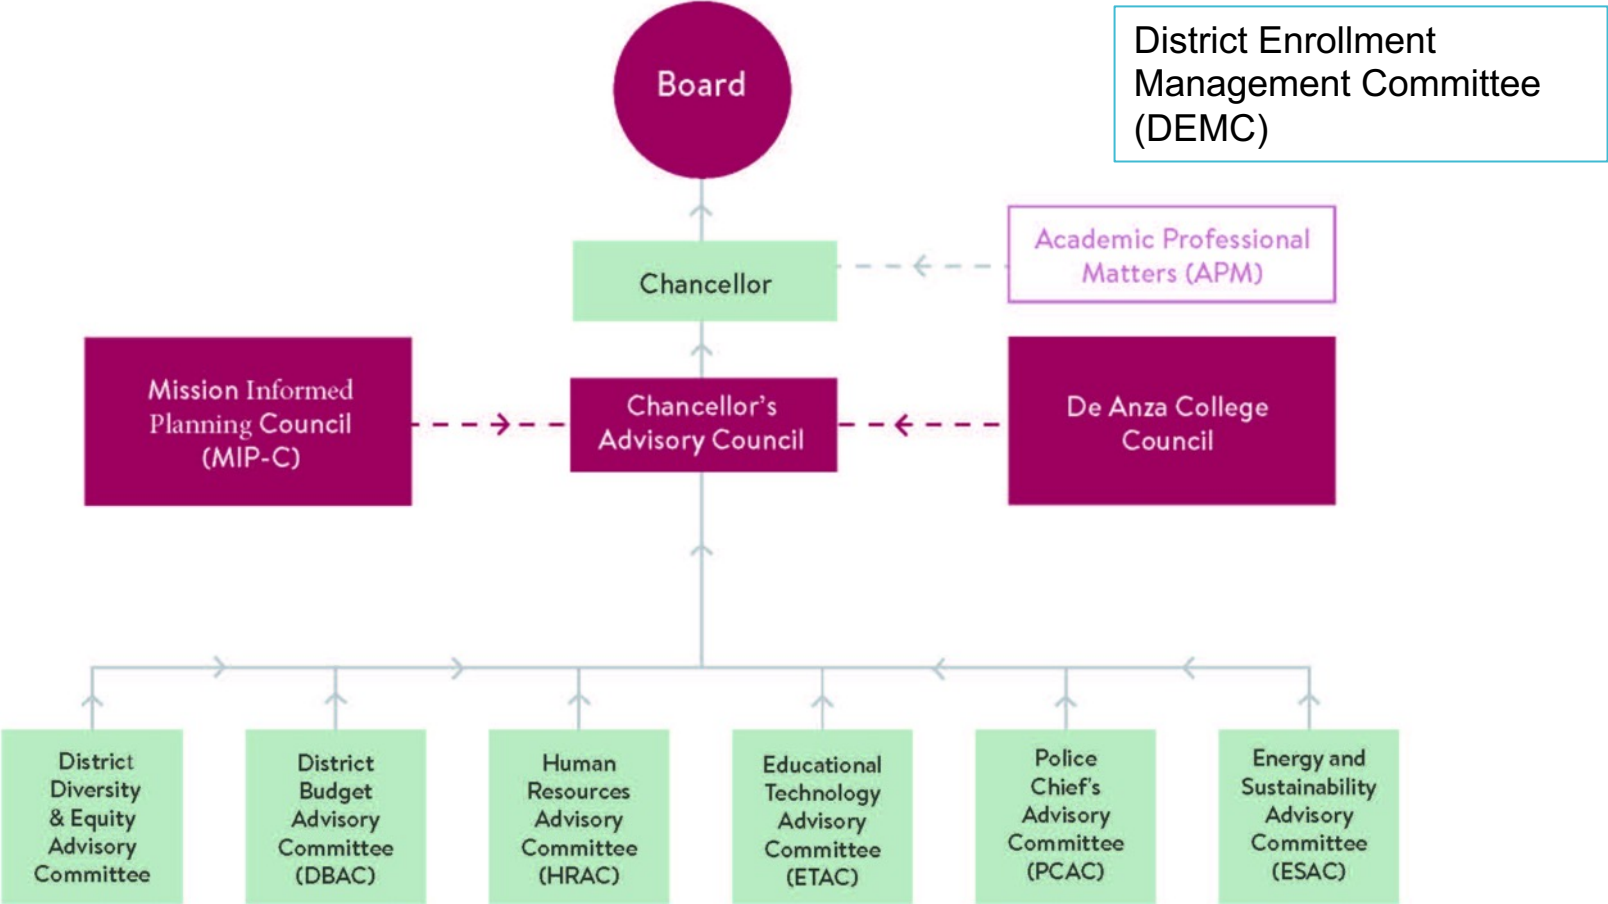 Board
District Enrollment
Management Committee
(DEMC)
Academic Professional
Matters (APM)
Chancellor
Mission Informed
Planning Council
(MIP-C)
Chancellor's
Advisory Council
De Anza College
Council
District
Diversity
& Equity
Advisory
Committee
District
Budget
Advisory
Committee
(DBAC)
Human
Resources
Advisory
Committee
(HRAC)
Educational
Technology
Advisory
Committee
(ETAC)
Police
Chief's
Advisory
Committee
(PCAC)
Energy and
Sustainability
Advisory
Committee
(ESAC)